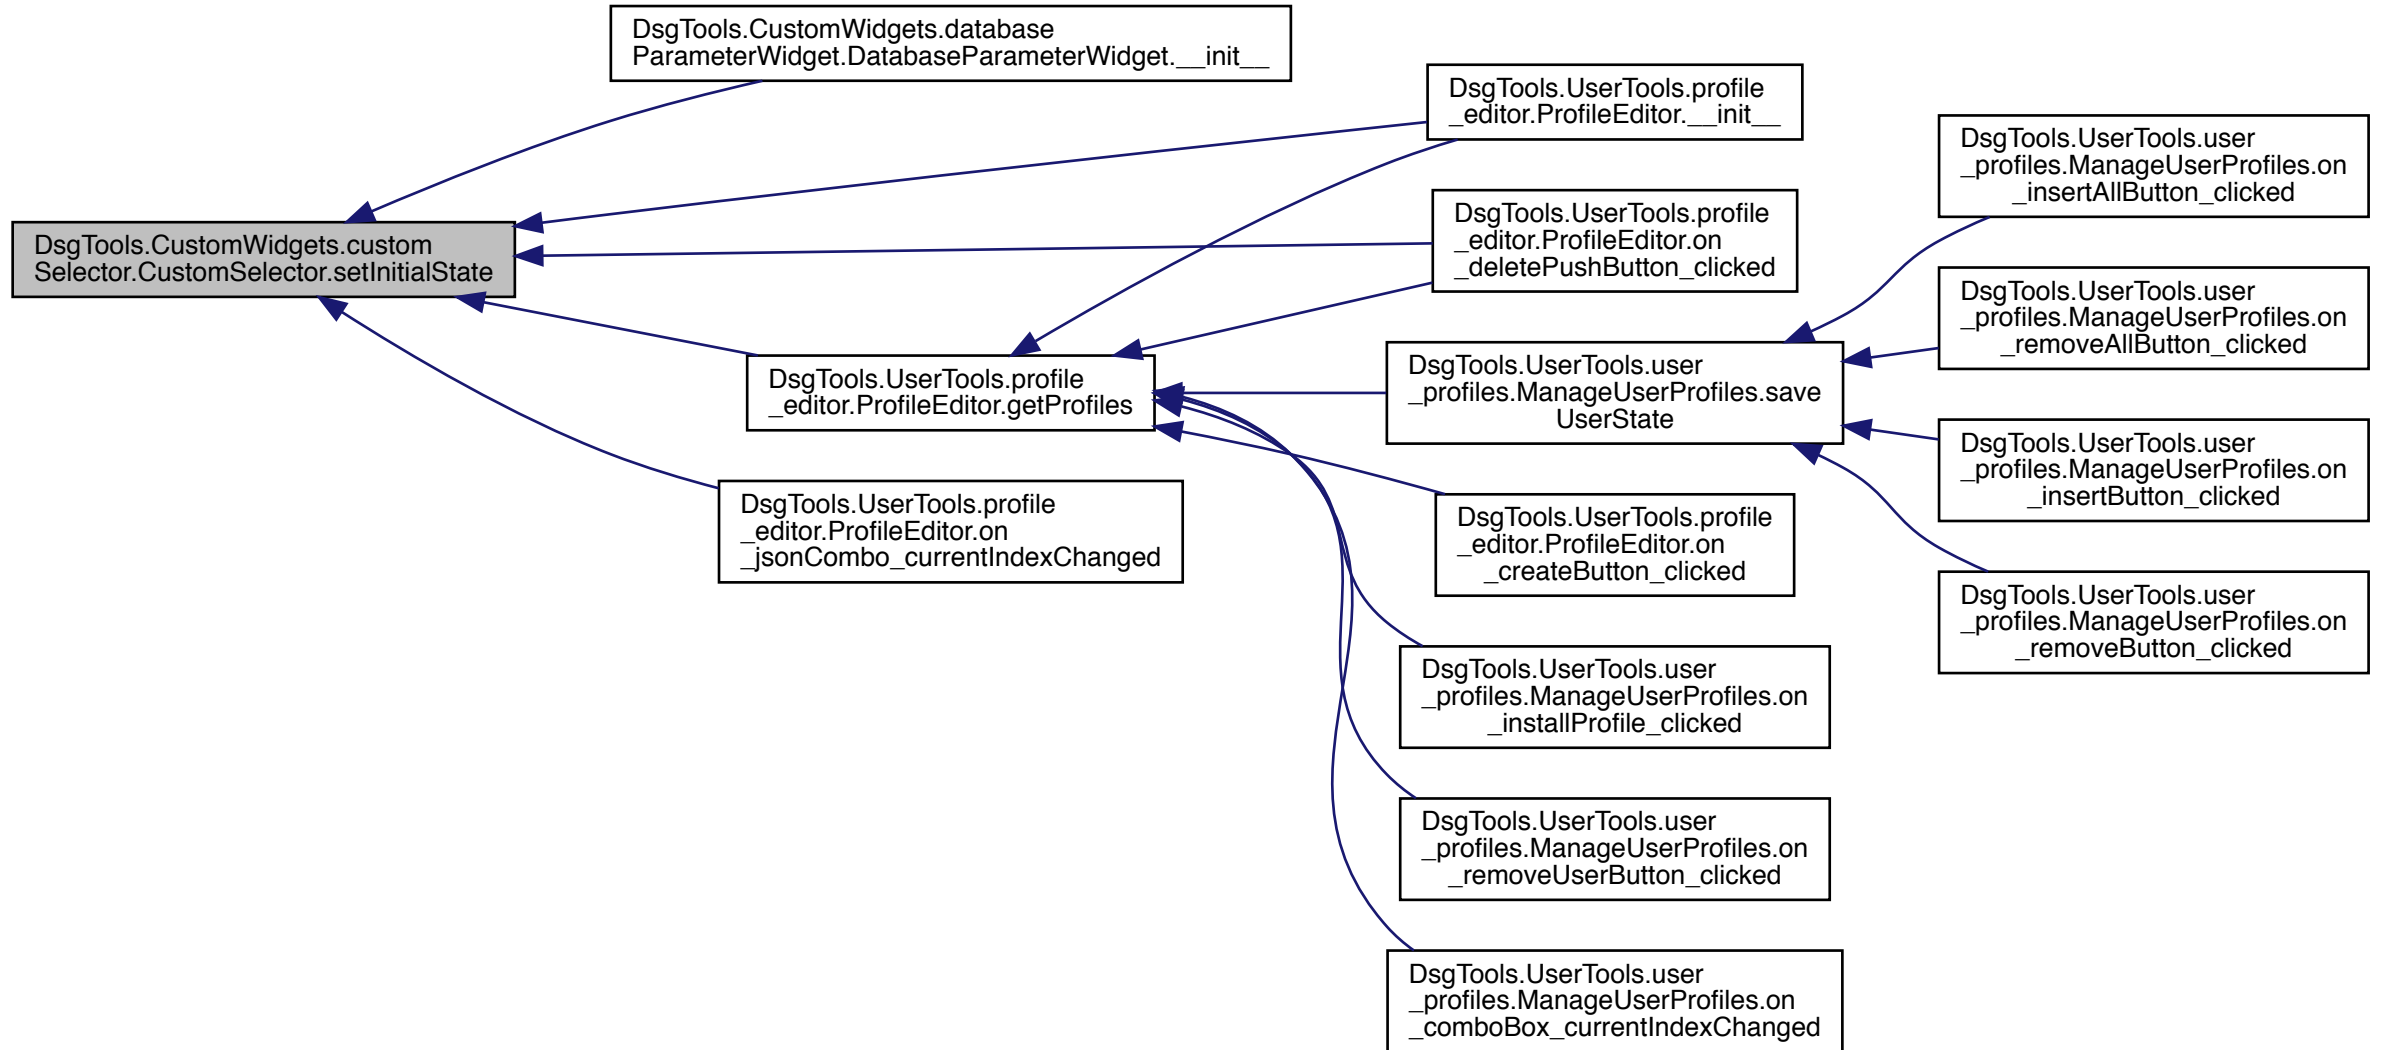 DsgTools.CustomWidgets.database
ParameterWidget.DatabaseParameterWidget.__init__
DsgTools.UserTools.profile
_editor.ProfileEditor.__init__
DsgTools.UserTools.user
_profiles.ManageUserProfiles.on
_insertAllButton_clicked
DsgTools.CustomWidgets.custom
Selector.CustomSelector.setInitialState
DsgTools.UserTools.profile
_editor.ProfileEditor.on
_deletePushButton_clicked
DsgTools.UserTools.user
_profiles.ManageUserProfiles.on
_removeAllButton_clicked
DsgTools.UserTools.profile
_editor.ProfileEditor.getProfiles
DsgTools.UserTools.user
_profiles.ManageUserProfiles.save
UserState
DsgTools.UserTools.user
_profiles.ManageUserProfiles.on
_insertButton_clicked
DsgTools.UserTools.profile
_editor.ProfileEditor.on
_jsonCombo_currentIndexChanged
DsgTools.UserTools.profile
_editor.ProfileEditor.on
_createButton_clicked
DsgTools.UserTools.user
_profiles.ManageUserProfiles.on
_removeButton_clicked
DsgTools.UserTools.user
_profiles.ManageUserProfiles.on
_installProfile_clicked
DsgTools.UserTools.user
_profiles.ManageUserProfiles.on
_removeUserButton_clicked
DsgTools.UserTools.user
_profiles.ManageUserProfiles.on
_comboBox_currentIndexChanged